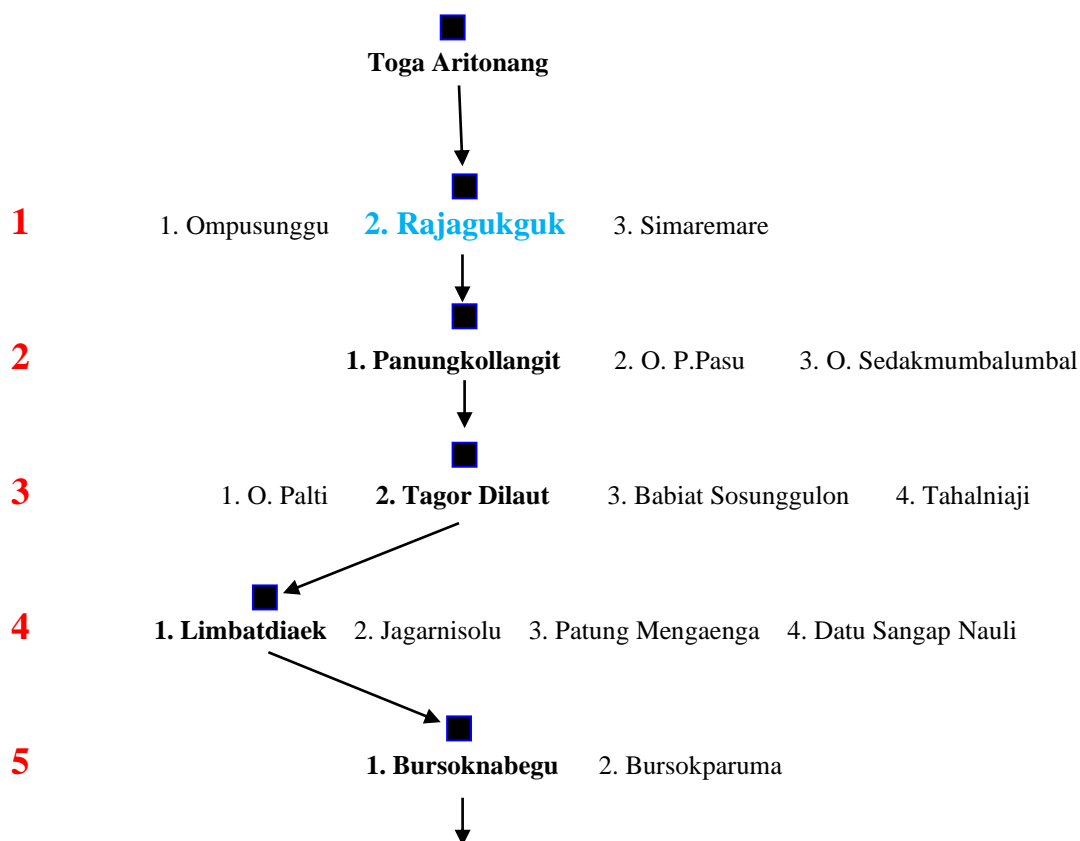 Toga Aritonang
1 1. Ompusunggu 2. Rajagukguk 3. Simaremare
2 1. Panungkollangit 2. O. P.Pasu 3. O. Sedakmumbalumbal
3 1. O. Palti 2. Tagor Dilaut 3. Babiat Sosunggulon 4. Tahalniaji
4 1. Limbatdiaek 2. Jagarnisolu 3. Patung Mengaenga 4. Datu Sangap Nauli
5 1. Bursoknabegu 2. Bursokparuma